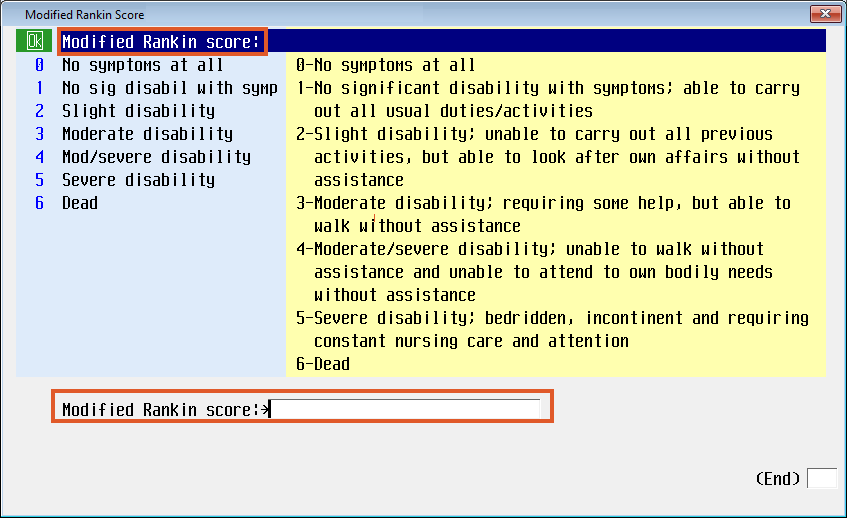 Modified Rankin Score
Ok Modified Rankin score:
0 No symptoms at all
1 No sig disabil with symp
2 Slight disability
3 Moderate disability
4 Mod/severe disability
5 Severe disability
6 Dead
0-No symptoms at all
1-No significant disability with symptoms; able to carry
out all usual duties/activities
2-Slight disability; unable to carry out all previous
activities, but able to look after own affairs without
assistance
3-Moderate disability; requiring some help, but able to
walk without assistance
4-Moderate/severe disability; unable to walk without
assistance and unable to attend to own bodily needs
without assistance
5-Severe disability; bedridden, incontinent and requiring
constant nursing care and attention
6-Dead
Modified Rankin score:→
(End)